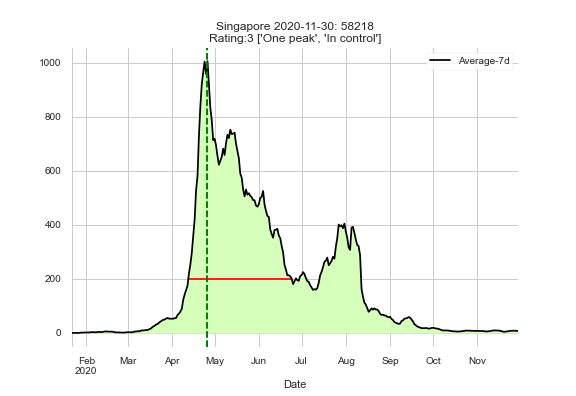 Singapore 2020-11-30: 58218
Rating:3 ['One peak', 'In control']
Average-7d
1000
800
600
400
200
0
Feb Mar Apr May Jun Jul Aug Sep Oct Nov
2020
Date